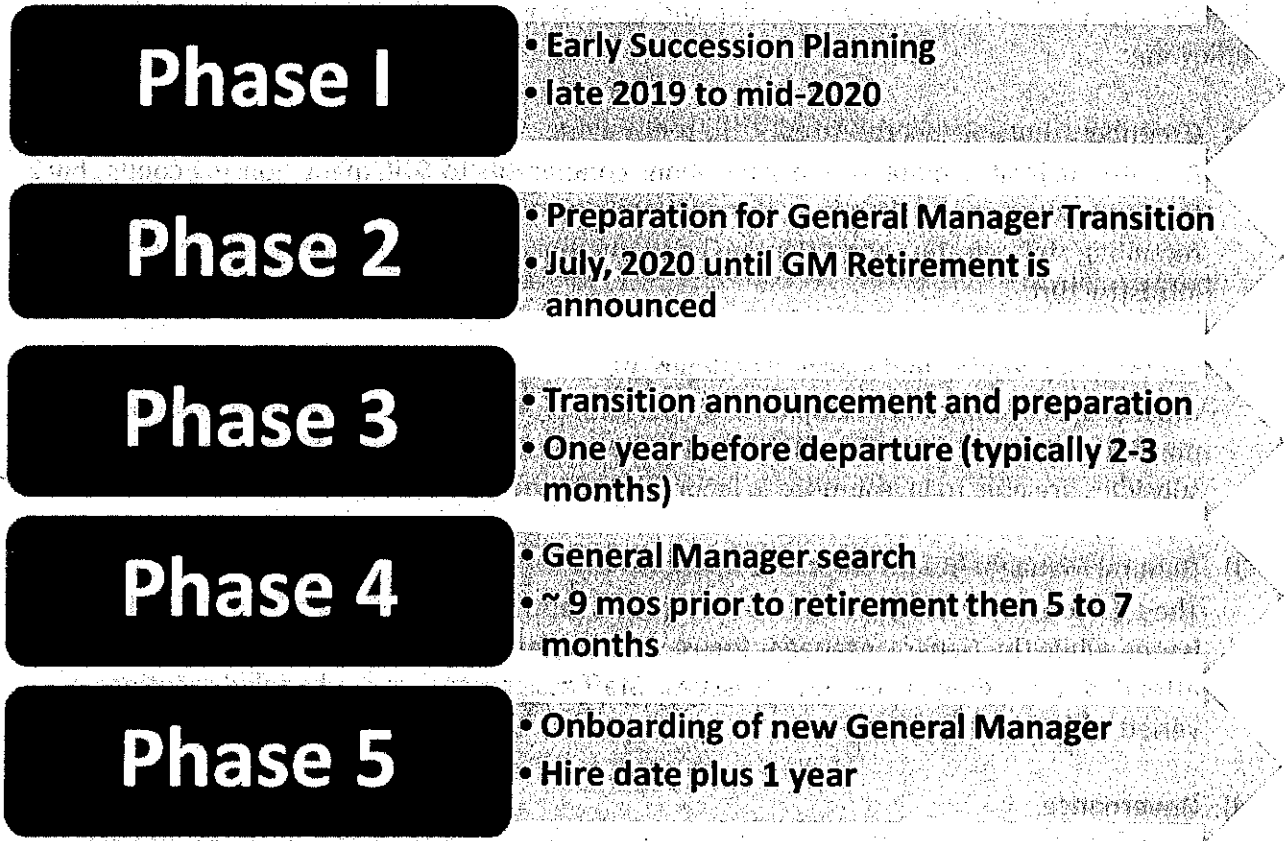 Phase I
• Early Succession Planning
• late 2019 to mid-2020
Phase 2
• Preparation for General Manager Transition
• July, 2020 until GM Retirement is
announced
Phase 3
• Transition announcement and preparation
• One year before departure (typically 2-3
months)
Phase 4
• General Manager search
• ~ 9 mos prior to retirement then 5 to 7
months
Phase 5
• Onboarding of new General Manager
• Hire date plus 1 year